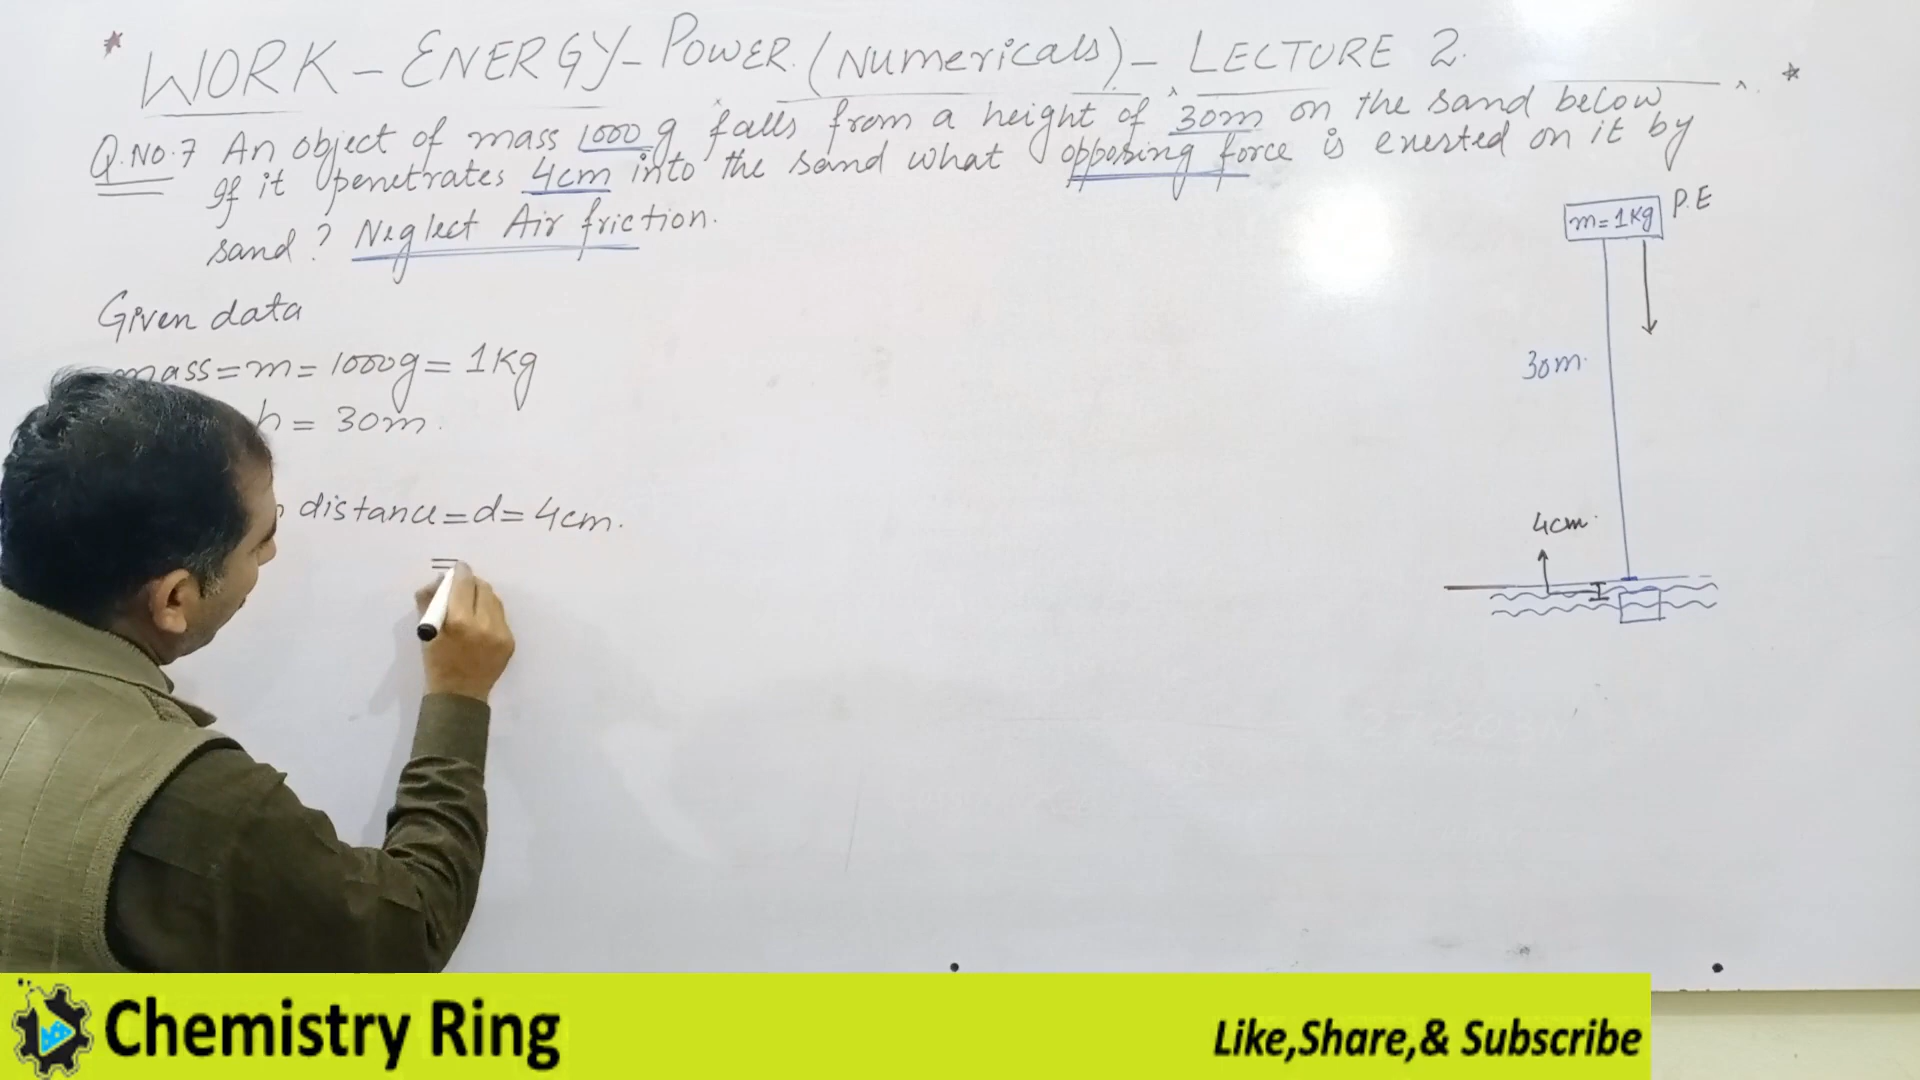 * WORK - ENERGY - POWER. (Numericals) - LECTURE 2. *
Q.No.7 An object of mass 1000 g falls from a height of 30m on the sand below
If it penetrates 4cm into the sand what opposing force is exerted on it by
sand? Neglect Air friction.
m=1Kg P.E
Given data
mass=m= 1000g= 1Kg
h = 30m.
30m.
distance=d=4cm.
=
4cm.
Chemistry Ring
Like,Share,& Subscribe